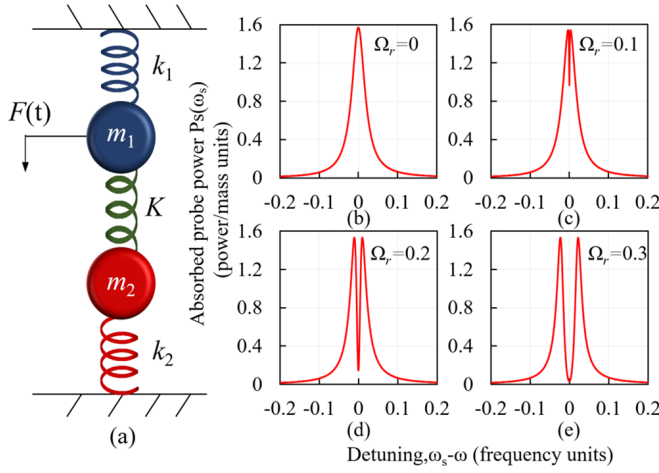 k₁
F(t)
m₁
K
m₂
k₂
(a)
Absorbed probe power Ps(ωₛ)
(power/mass units)
1.6
1.2
0.8
0.4
0
Ωᵣ=0
-0.2 -0.1 0 0.1 0.2
(b)
1.6
1.2
0.8
0.4
0
Ωᵣ=0.1
-0.2 -0.1 0 0.1 0.2
(c)
1.6
1.2
0.8
0.4
0
Ωᵣ=0.2
-0.2 -0.1 0 0.1 0.2
(d)
1.6
1.2
0.8
0.4
0
Ωᵣ=0.3
-0.2 -0.1 0 0.1 0.2
(e)
Detuning,ωₛ-ω (frequency units)